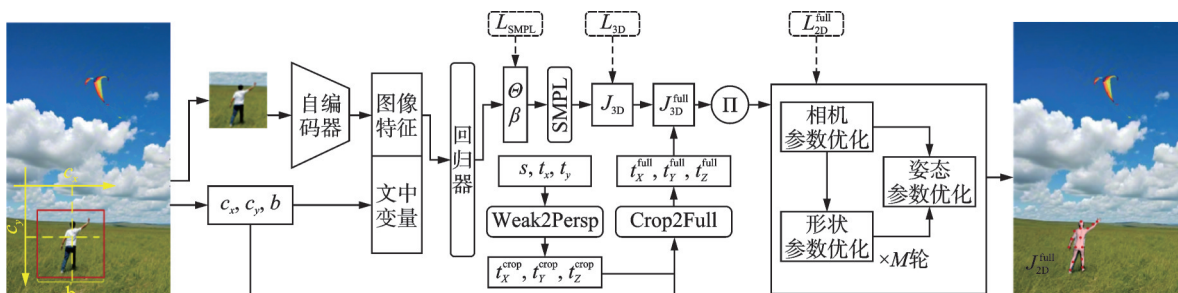 L_SMPL
L_3D
L_2D^full
自编
码器
图像
特征
文中
变量
回归器
Θ
β
SMPL
J_3D
J_3D^full
Π
相机
参数优化
姿态
参数优化
形状
参数优化
×M轮
s, t_x, t_y
t_X^full, t_Y^full, t_Z^full
Weak2Persp
Crop2Full
t_X^crop, t_Y^crop, t_Z^crop
c_x, c_y, b
c_x
c_y
b
J_2D^full